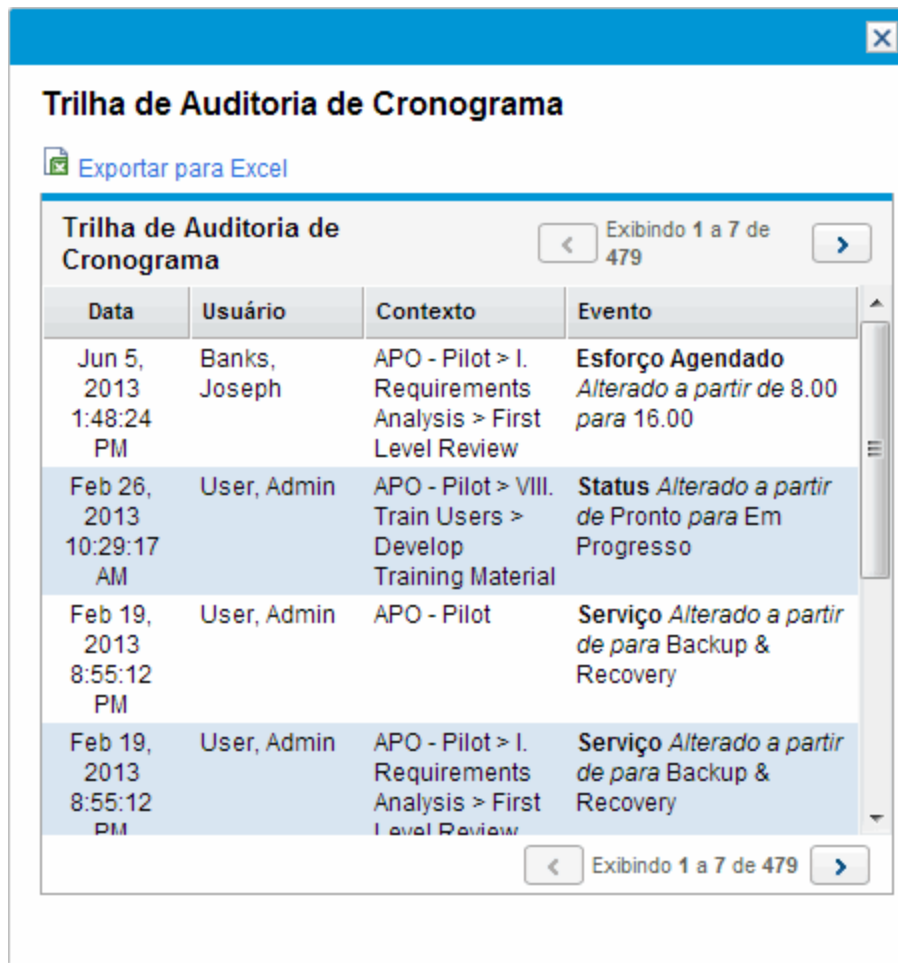 Trilha de Auditoria de Cronograma
Exportar para Excel
Trilha de Auditoria de
Cronograma
Exibindo 1 a 7 de
479
Data Usuário Contexto Evento
Jun 5,
2013
1:48:24
PM
Banks,
Joseph
APO - Pilot > I.
Requirements
Analysis > First
Level Review
Esforço Agendado
Alterado a partir de 8.00
para 16.00
Feb 26,
2013
10:29:17
AM
User, Admin
APO - Pilot > VIII.
Train Users >
Develop
Training Material
Status Alterado a partir
de Pronto para Em
Progresso
Feb 19,
2013
8:55:12
PM
User, Admin
APO - Pilot
Serviço Alterado a partir
de para Backup &
Recovery
Feb 19,
2013
8:55:12
PM
User, Admin
APO - Pilot > I.
Requirements
Analysis > First
Level Review
Serviço Alterado a partir
de para Backup &
Recovery
Exibindo 1 a 7 de 479